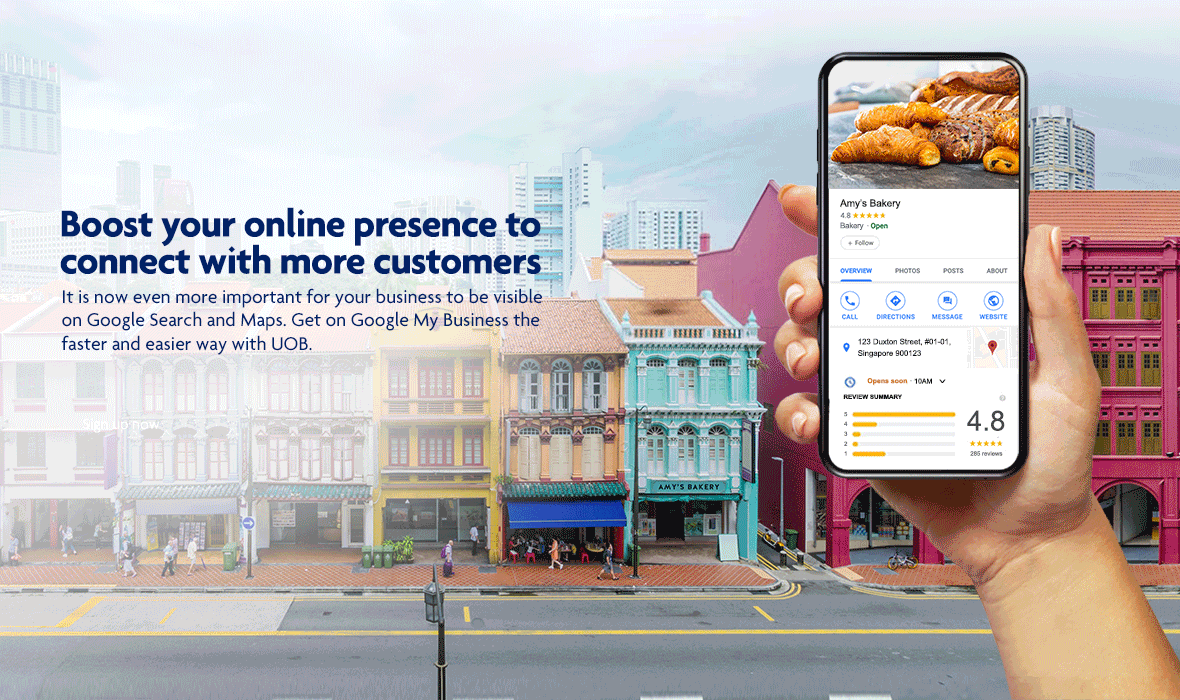 Boost your online presence to
connect with more customers
It is now even more important for your business to be visible
on Google Search and Maps. Get on Google My Business the
faster and easier way with UOB.
Sign up now
AMY'S BAKERY
Amy's Bakery
4.8 ★★★★★
Bakery · Open
+ Follow
OVERVIEW PHOTOS POSTS ABOUT
CALL DIRECTIONS MESSAGE WEBSITE
123 Duxton Street, #01-01,
Singapore 900123
Opens soon · 10AM
REVIEW SUMMARY
5
4
3
2
1
4.8
★★★★★
285 reviews